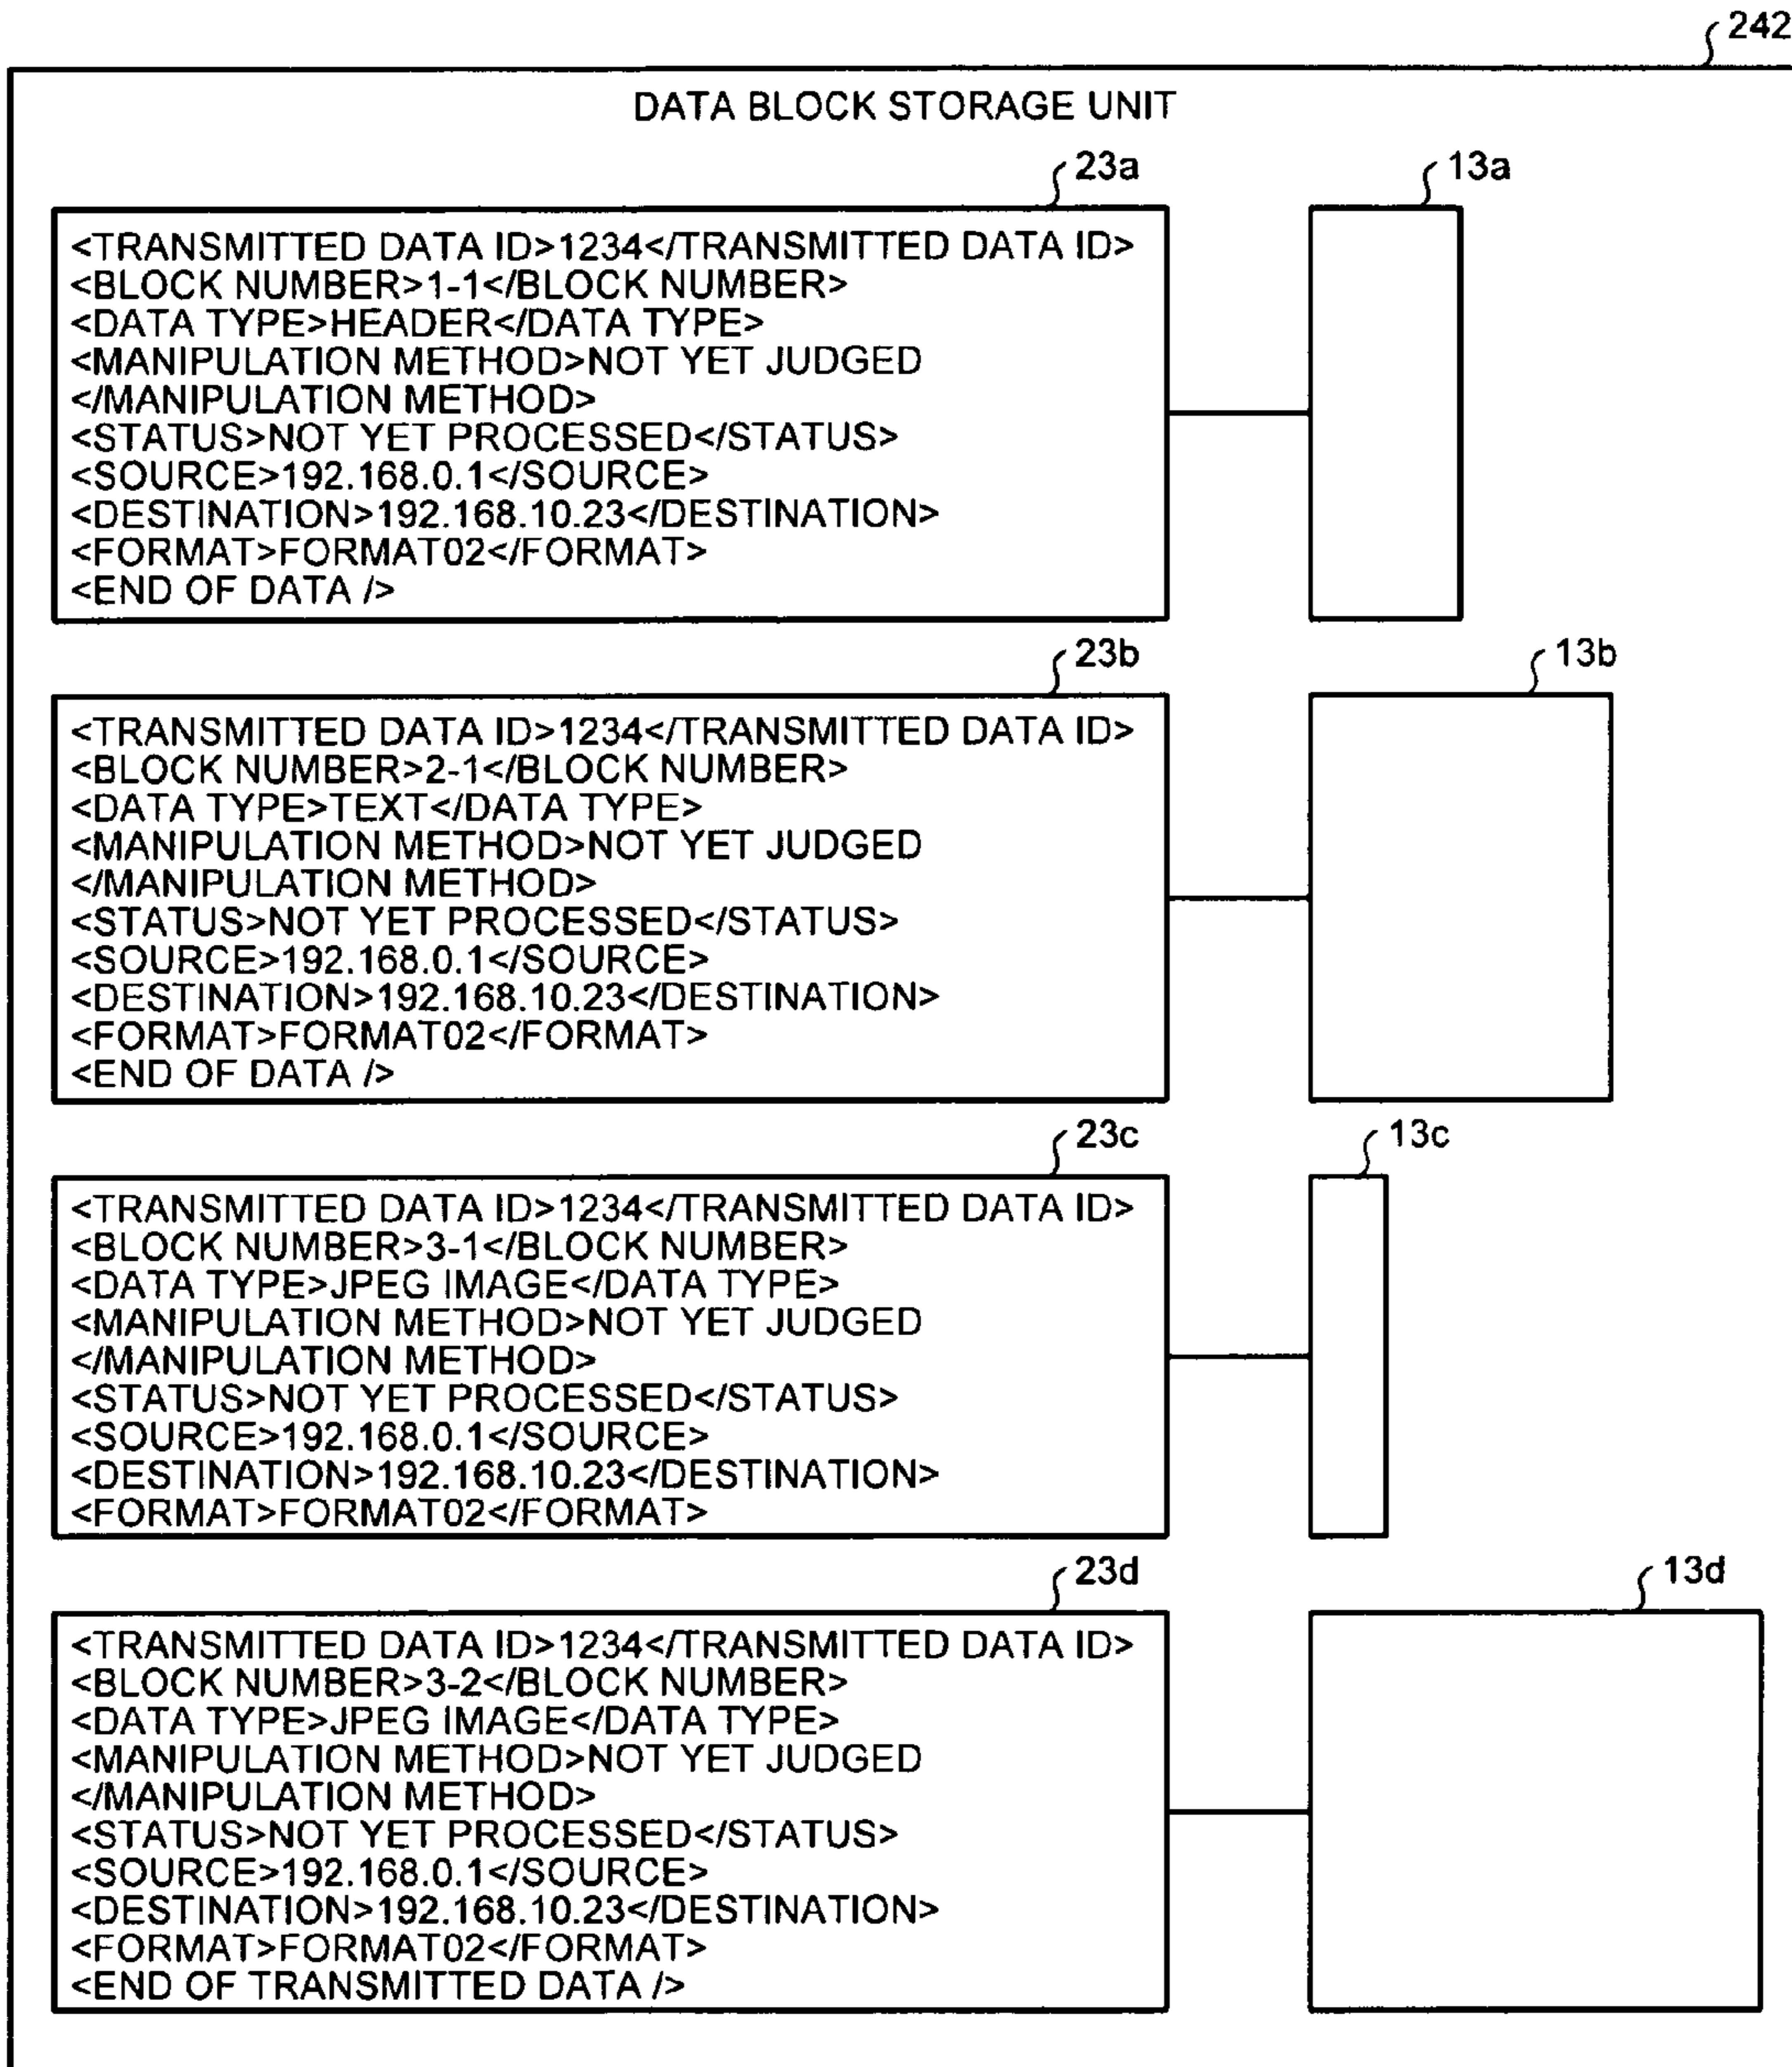 242
DATA BLOCK STORAGE UNIT
23a
13a
<TRANSMITTED DATA ID>1234</TRANSMITTED DATA ID>
<BLOCK NUMBER>1-1</BLOCK NUMBER>
<DATA TYPE>HEADER</DATA TYPE>
<MANIPULATION METHOD>NOT YET JUDGED
</MANIPULATION METHOD>
<STATUS>NOT YET PROCESSED</STATUS>
<SOURCE>192.168.0.1</SOURCE>
<DESTINATION>192.168.10.23</DESTINATION>
<FORMAT>FORMAT02</FORMAT>
<END OF DATA />
23b
13b
<TRANSMITTED DATA ID>1234</TRANSMITTED DATA ID>
<BLOCK NUMBER>2-1</BLOCK NUMBER>
<DATA TYPE>TEXT</DATA TYPE>
<MANIPULATION METHOD>NOT YET JUDGED
</MANIPULATION METHOD>
<STATUS>NOT YET PROCESSED</STATUS>
<SOURCE>192.168.0.1</SOURCE>
<DESTINATION>192.168.10.23</DESTINATION>
<FORMAT>FORMAT02</FORMAT>
<END OF DATA />
23c
13c
<TRANSMITTED DATA ID>1234</TRANSMITTED DATA ID>
<BLOCK NUMBER>3-1</BLOCK NUMBER>
<DATA TYPE>JPEG IMAGE</DATA TYPE>
<MANIPULATION METHOD>NOT YET JUDGED
</MANIPULATION METHOD>
<STATUS>NOT YET PROCESSED</STATUS>
<SOURCE>192.168.0.1</SOURCE>
<DESTINATION>192.168.10.23</DESTINATION>
<FORMAT>FORMAT02</FORMAT>
23d
13d
<TRANSMITTED DATA ID>1234</TRANSMITTED DATA ID>
<BLOCK NUMBER>3-2</BLOCK NUMBER>
<DATA TYPE>JPEG IMAGE</DATA TYPE>
<MANIPULATION METHOD>NOT YET JUDGED
</MANIPULATION METHOD>
<STATUS>NOT YET PROCESSED</STATUS>
<SOURCE>192.168.0.1</SOURCE>
<DESTINATION>192.168.10.23</DESTINATION>
<FORMAT>FORMAT02</FORMAT>
<END OF TRANSMITTED DATA />